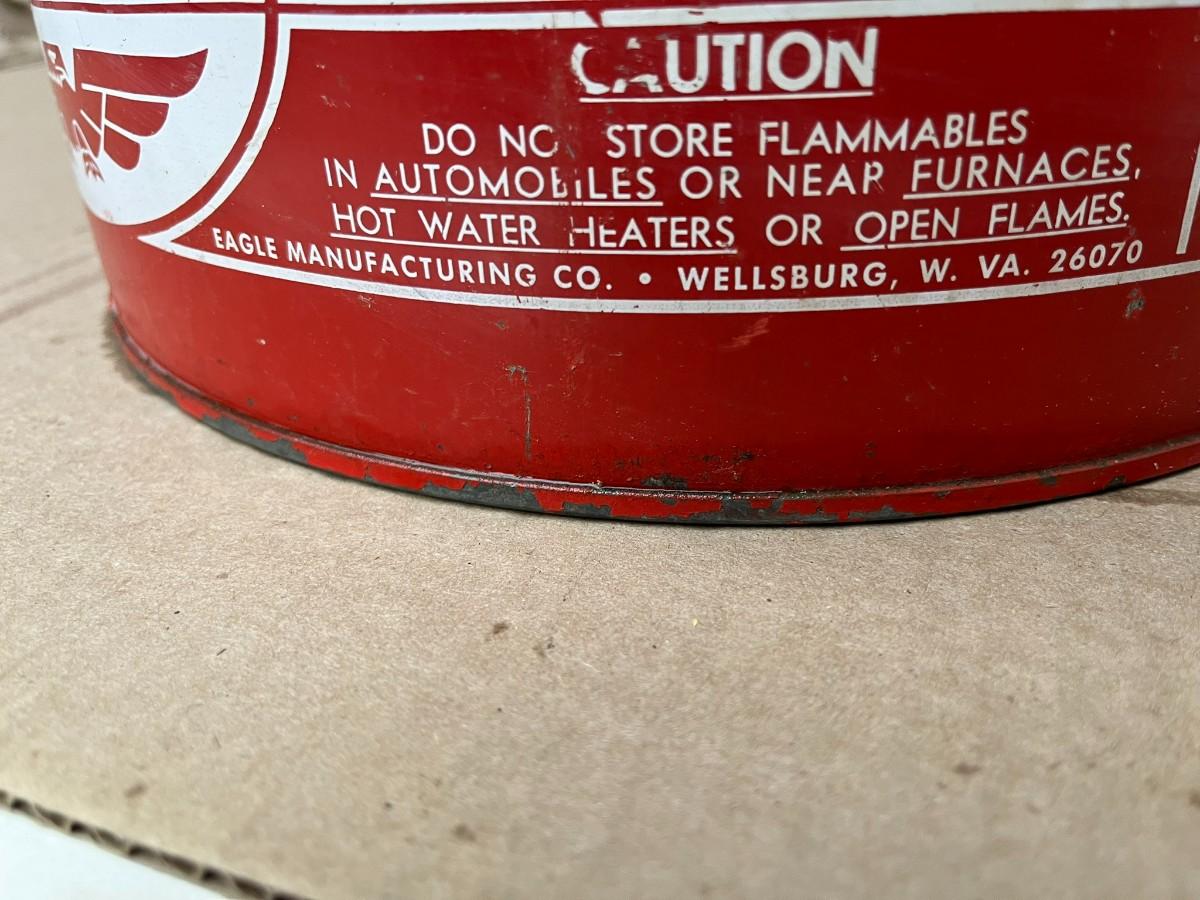 CAUTION
DO NOT STORE FLAMMABLES
IN AUTOMOBILES OR NEAR FURNACES,
HOT WATER HEATERS OR OPEN FLAMES.
EAGLE MANUFACTURING CO. • WELLSBURG, W. VA. 26070